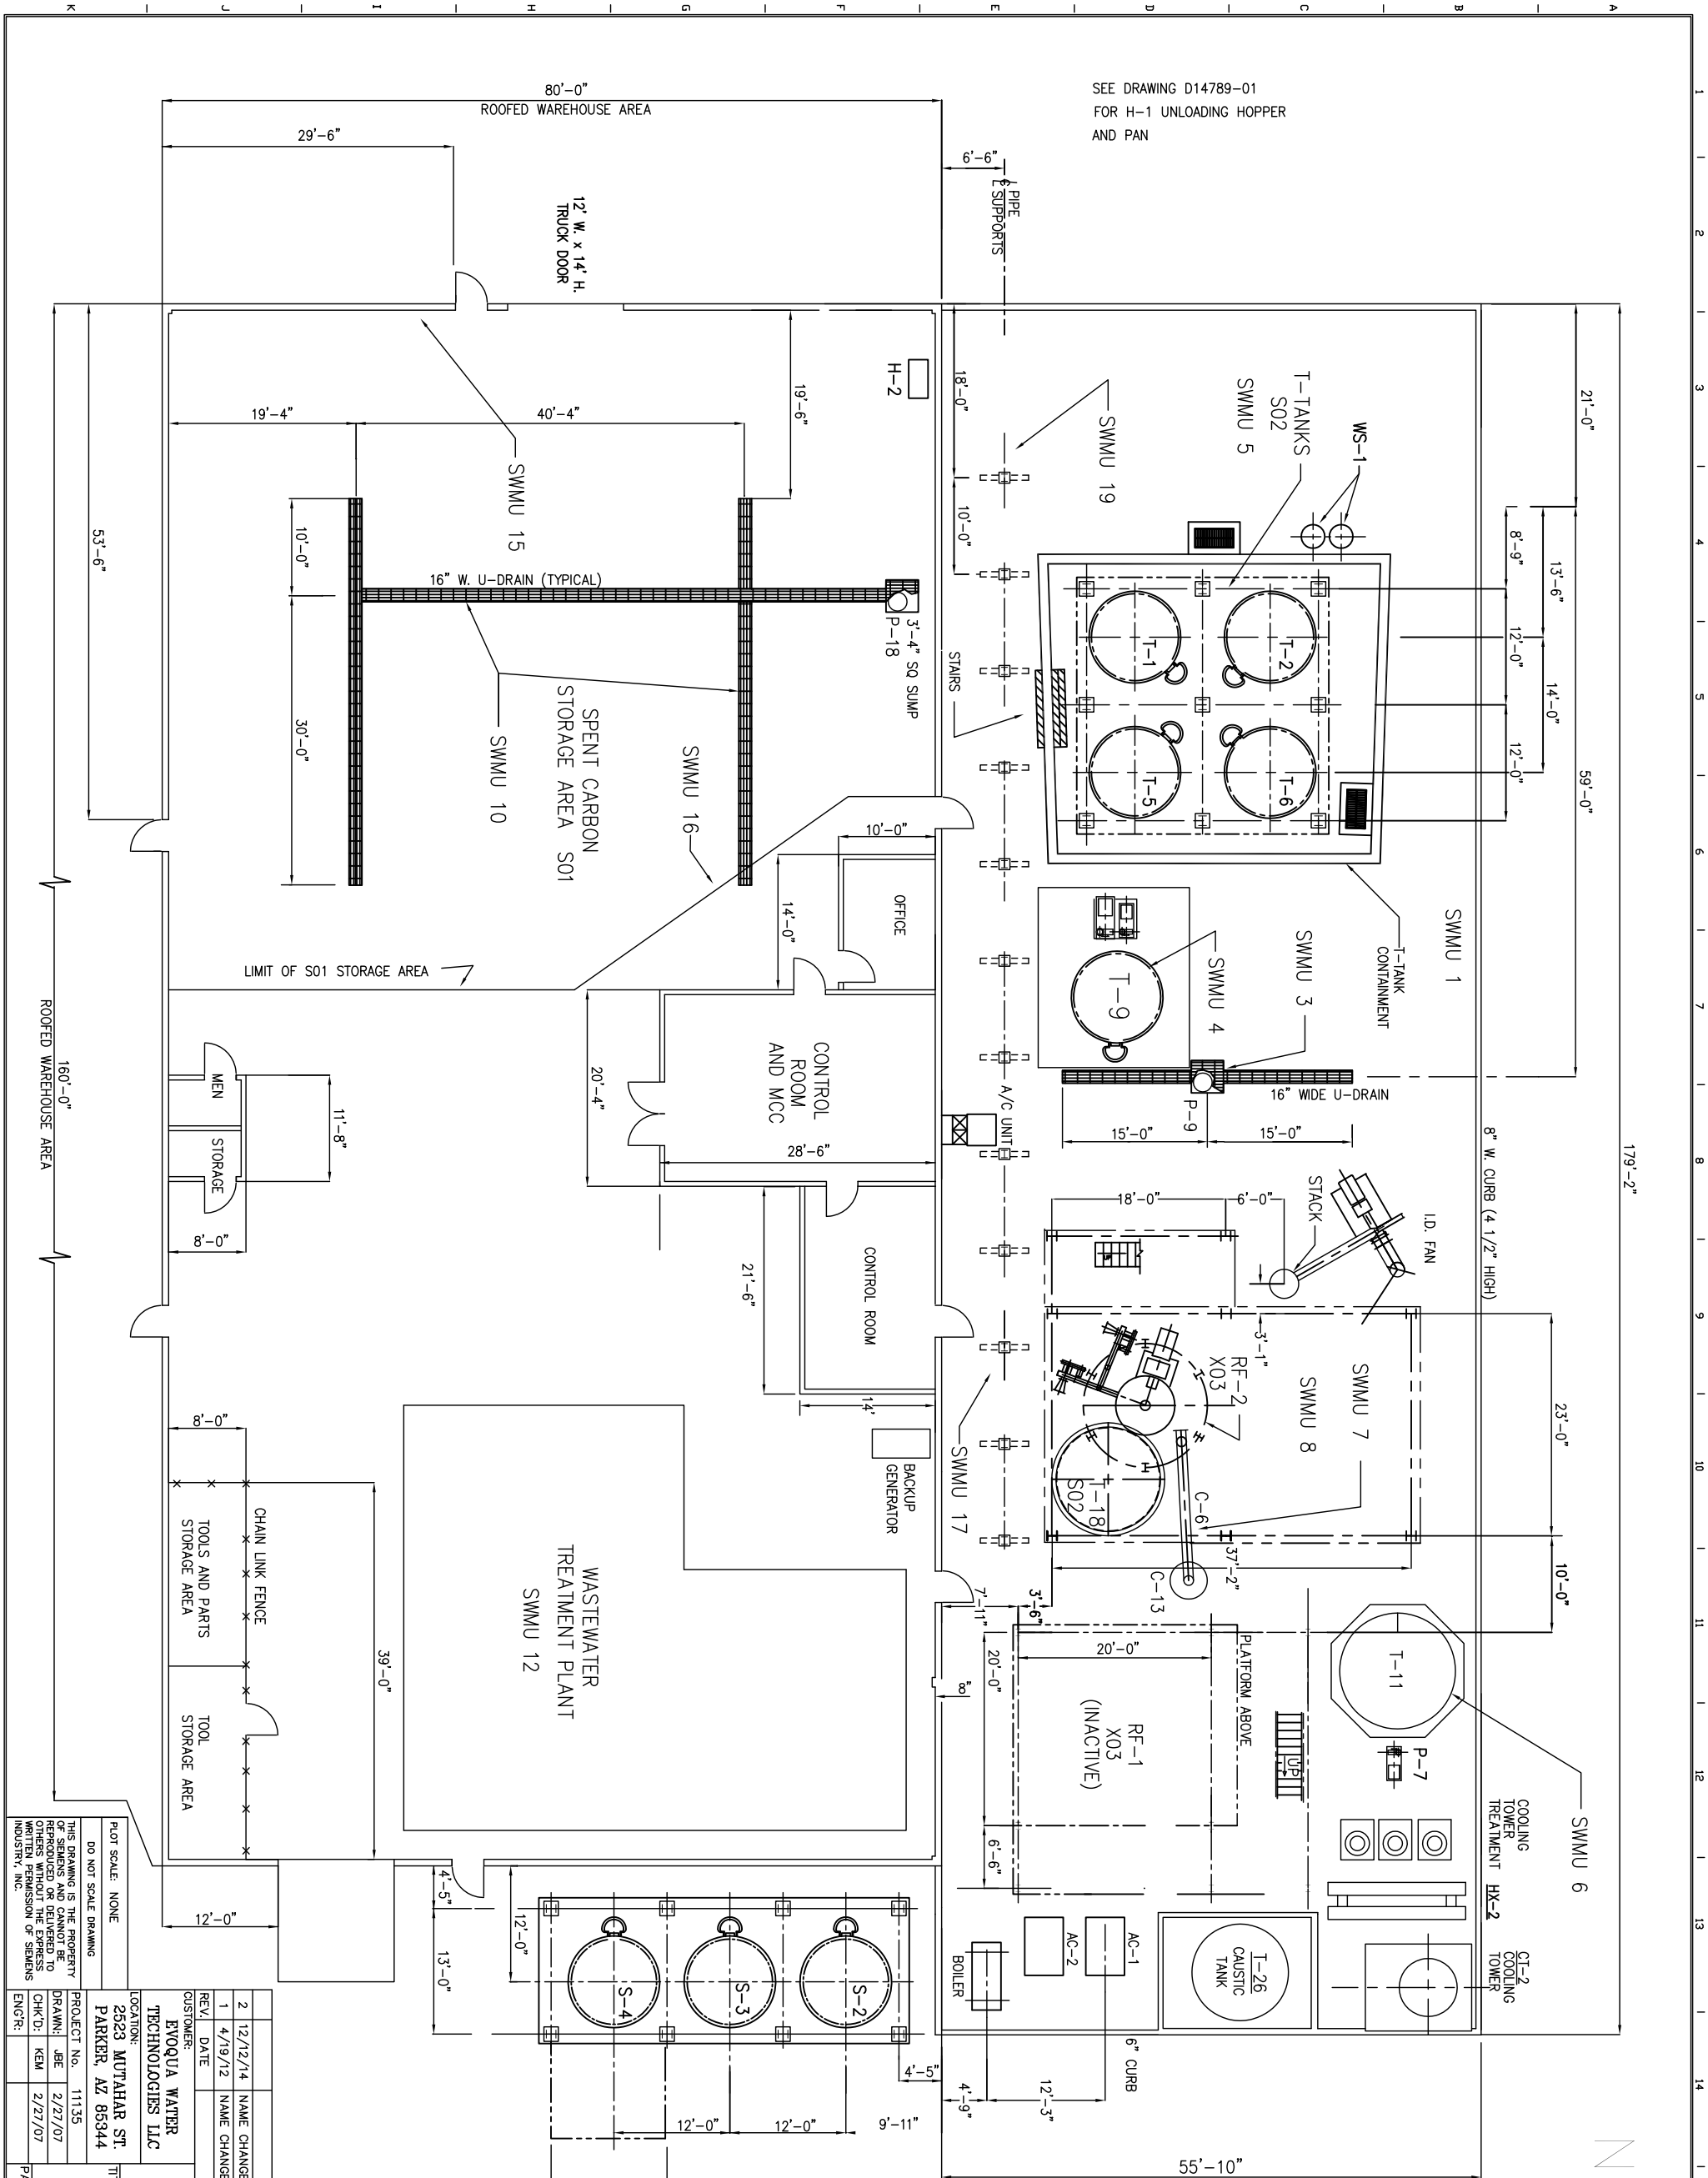 K
J
I
H
G
F
E
D
C
B
A
1
2
3
4
5
6
7
8
9
10
11
12
13
14
SEE DRAWING D14789-01
FOR H-1 UNLOADING HOPPER
AND PAN
80'-0"
ROOFED WAREHOUSE AREA
29'-6"
6'-6"
PIPE
SUPPORTS
12' W. x 14' H.
TRUCK DOOR
179'-2"
21'-0"
59'-0"
8'-9"
13'-6"
12'-0"
14'-0"
12'-0"
18'-0"
10'-0"
19'-6"
H-2
19'-4"
40'-4"
SWMU 15
SWMU 19
T-TANKS
S02
SWMU 5
WS-1
T-1
T-2
T-5
T-6
STAIRS
53'-6"
10'-0"
30'-0"
16" W. U-DRAIN (TYPICAL)
3'-4" SQ SUMP
P-18
SPENT CARBON
STORAGE AREA S01
SWMU 10
SWMU 16
LIMIT OF S01 STORAGE AREA
10'-0"
14'-0"
OFFICE
T-TANK
CONTAINMENT
SWMU 1
SWMU 3
SWMU 4
T-9
P-9
16" WIDE U-DRAIN
15'-0"
15'-0"
A/C UNIT
CONTROL
ROOM
AND MCC
20'-4"
28'-6"
MEN
STORAGE
11'-8"
8'-0"
160'-0"
ROOFED WAREHOUSE AREA
8" W. CURB (4 1/2" HIGH)
18'-0"
6'-0"
STACK
I.D. FAN
CONTROL ROOM
21'-6"
14'
3'-1"
RF-2
X03
SWMU 8
SWMU 7
23'-0"
10'-0"
T-18
S02
C-6
C-13
37'-2"
SWMU 17
BACKUP
GENERATOR
WASTEWATER
TREATMENT PLANT
SWMU 12
8'-0"
CHAIN LINK FENCE
TOOLS AND PARTS
STORAGE AREA
TOOL
STORAGE AREA
39'-0"
7'-11"
3'-6"
20'-0"
20'-0"
8"
PLATFORM ABOVE
RF-1
X03
(INACTIVE)
6'-6"
UP
T-11
P-7
SWMU 6
COOLING
TOWER
TREATMENT
HX-2
CT-2
COOLING
TOWER
T-26
CAUSTIC
TANK
AC-1
AC-2
BOILER
6" CURB
4'-5"
12'-0"
13'-0"
12'-0"
S-4
S-3
S-2
4'-5"
4'-9"
12'-3"
12'-0"
12'-0"
9'-11"
55'-10"
PLOT SCALE: NONE
DO NOT SCALE DRAWING
THIS DRAWING IS THE PROPERTY
OF SIEMENS AND CANNOT BE
REPRODUCED OR DELIVERED TO
OTHERS WITHOUT THE EXPRESS
WRITTEN PERMISSION OF SIEMENS
INDUSTRY, INC.
2 12/12/14 NAME CHANGE
1 4/19/12 NAME CHANGE
REV. DATE
CUSTOMER:
EVOQUA WATER
TECHNOLOGIES LLC
LOCATION:
2523 MUTAHAR ST.
PARKER, AZ 85344
PROJECT No. 11135
DRAWN: JBE 2/27/07
CHK'D: KEM 2/27/07
ENG'R: